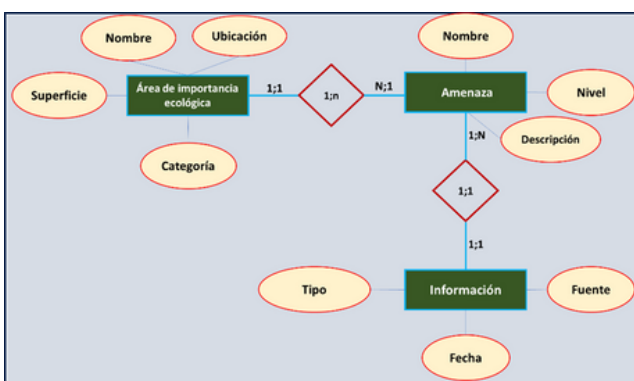 Nombre
Ubicación
Nombre
Superficie
Área de importancia
ecológica
1;1
1;n
N;1
Amenaza
Nivel
1;N
Descripción
Categoría
1;1
1;1
Tipo
Información
Fuente
Fecha